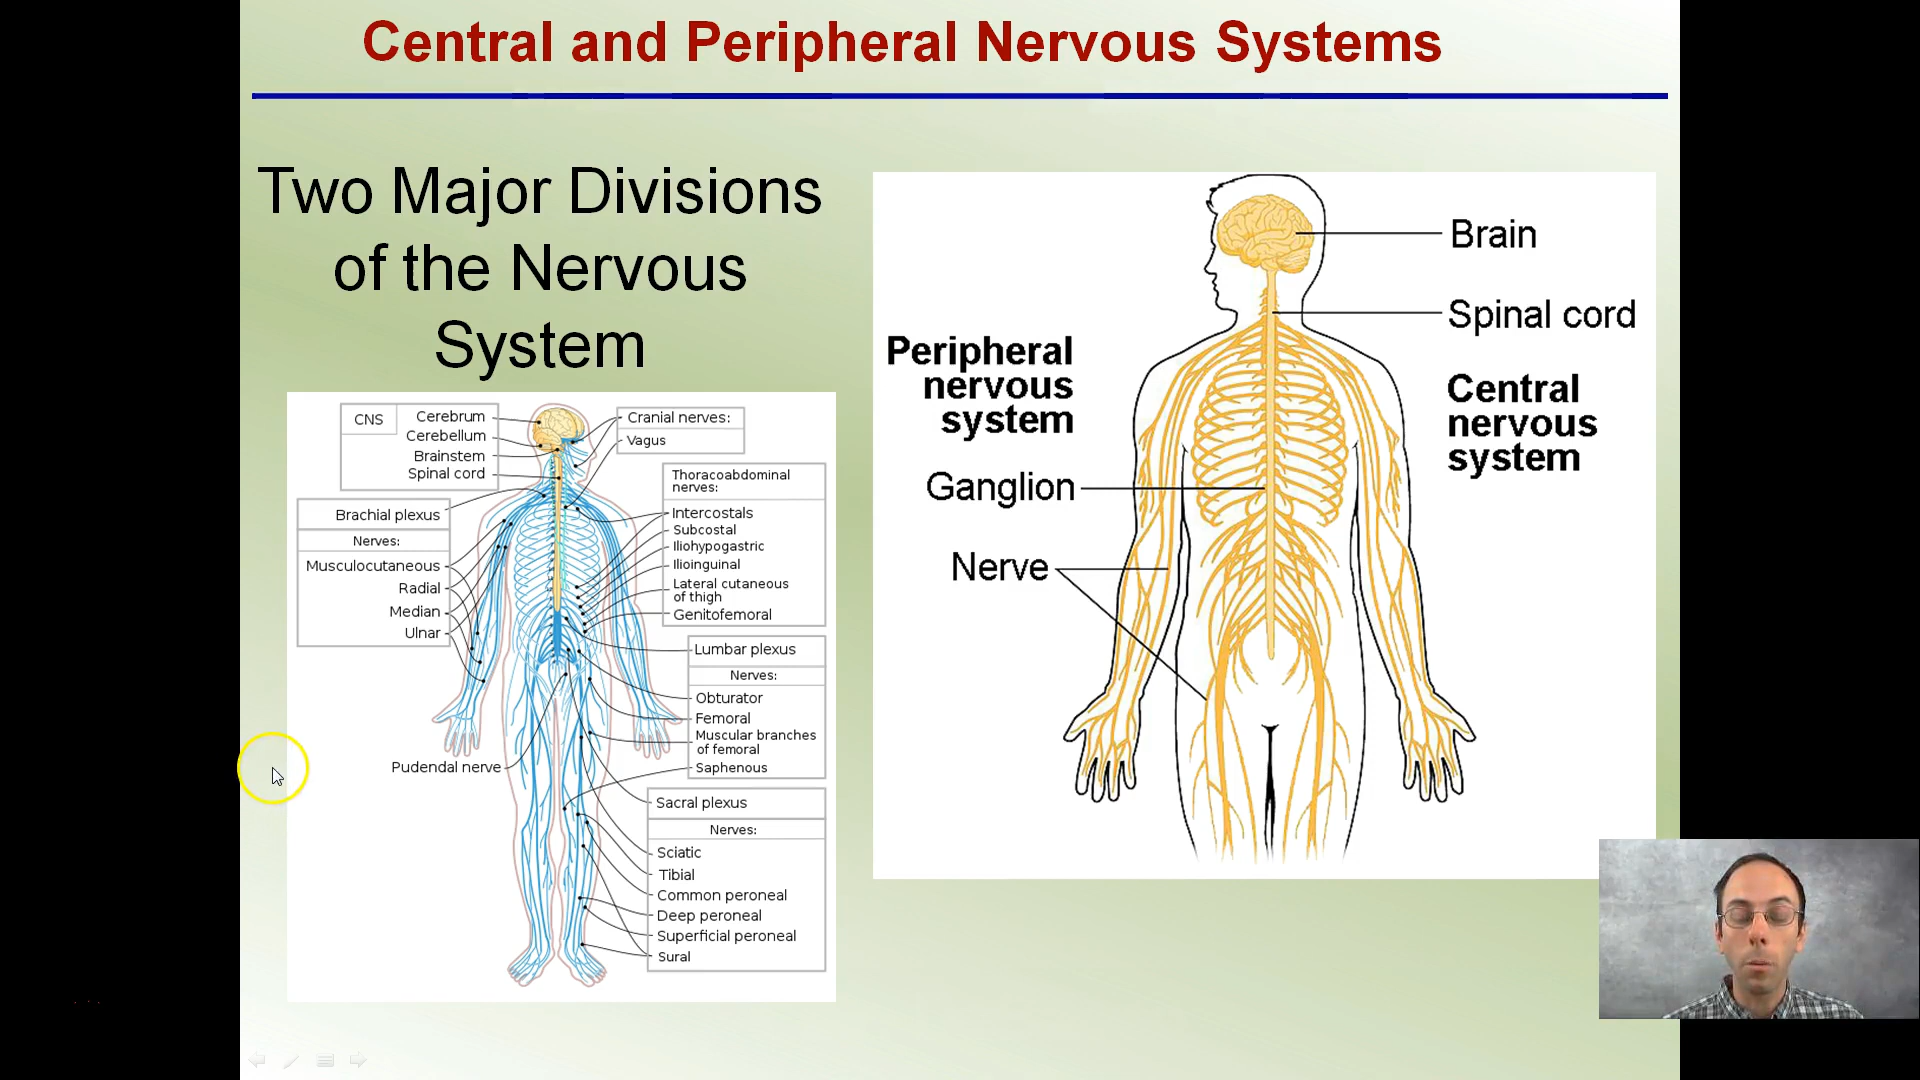 Central and Peripheral Nervous Systems
Two Major Divisions
of the Nervous
System
CNS
Cerebrum
Cerebellum
Brainstem
Spinal cord
Cranial nerves:
Vagus
Brachial plexus
Nerves:
Musculocutaneous
Radial
Median
Ulnar
Thoracoabdominal
nerves:
Intercostals
Subcostal
Iliohypogastric
Ilioinguinal
Lateral cutaneous
of thigh
Genitofemoral
Lumbar plexus
Nerves:
Obturator
Femoral
Muscular branches
of femoral
Saphenous
Pudendal nerve
Sacral plexus
Nerves:
Sciatic
Tibial
Common peroneal
Deep peroneal
Superficial peroneal
Sural
Brain
Spinal cord
Peripheral
nervous
system
Central
nervous
system
Ganglion
Nerve